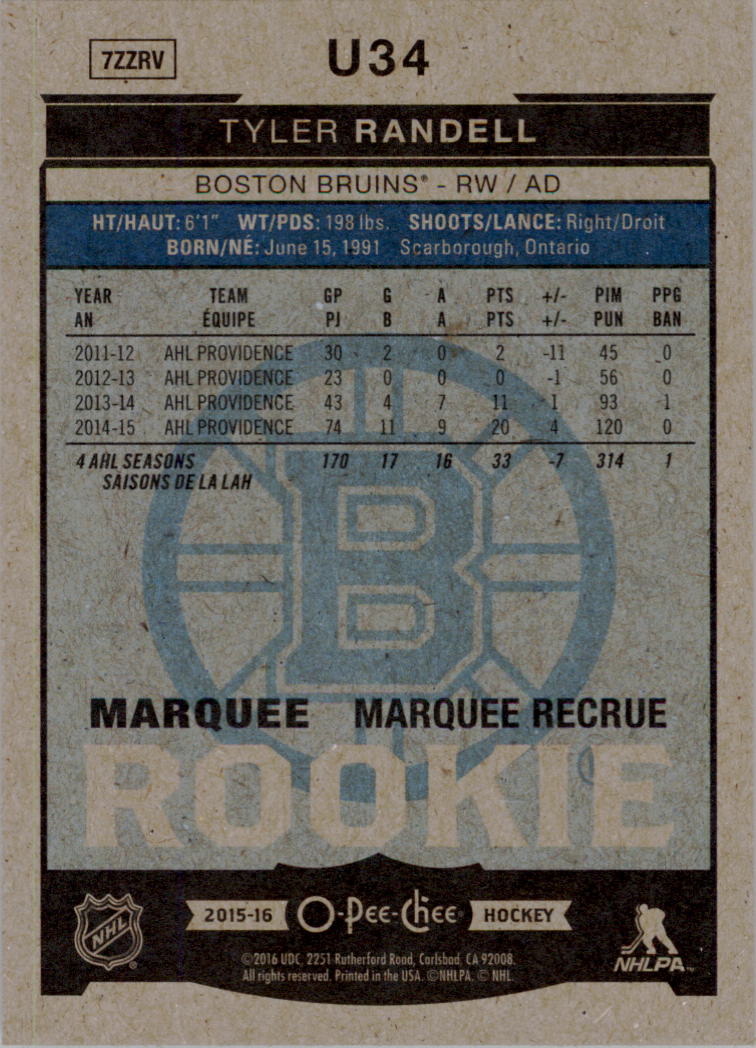 7ZZRV
U34
TYLER RANDELL
BOSTON BRUINS® - RW / AD
HT/HAUT: 6'1" WT/PDS: 198 lbs. SHOOTS/LANCE: Right/Droit
BORN/NÉ: June 15, 1991 Scarborough, Ontario
YEAR TEAM GP G A PTS +/- PIM PPG
AN ÉQUIPE PJ B A PTS +/- PUN BAN
2011-12 AHL PROVIDENCE 30 2 0 2 -11 45 0
2012-13 AHL PROVIDENCE 23 0 0 0 -1 56 0
2013-14 AHL PROVIDENCE 43 4 7 11 1 93 1
2014-15 AHL PROVIDENCE 74 11 9 20 4 120 0
4 AHL SEASONS 170 17 16 33 -7 314 1
SAISONS DE LA LAH
B
MARQUEE MARQUEE RECRUE
ROOKIE
NHL
2015-16 O-Pee-Chee HOCKEY
NHLPA
©2016 UDC, 2251 Rutherford Road, Carlsbad, CA 92008.
All rights reserved. Printed in the USA. ©NHLPA. © NHL